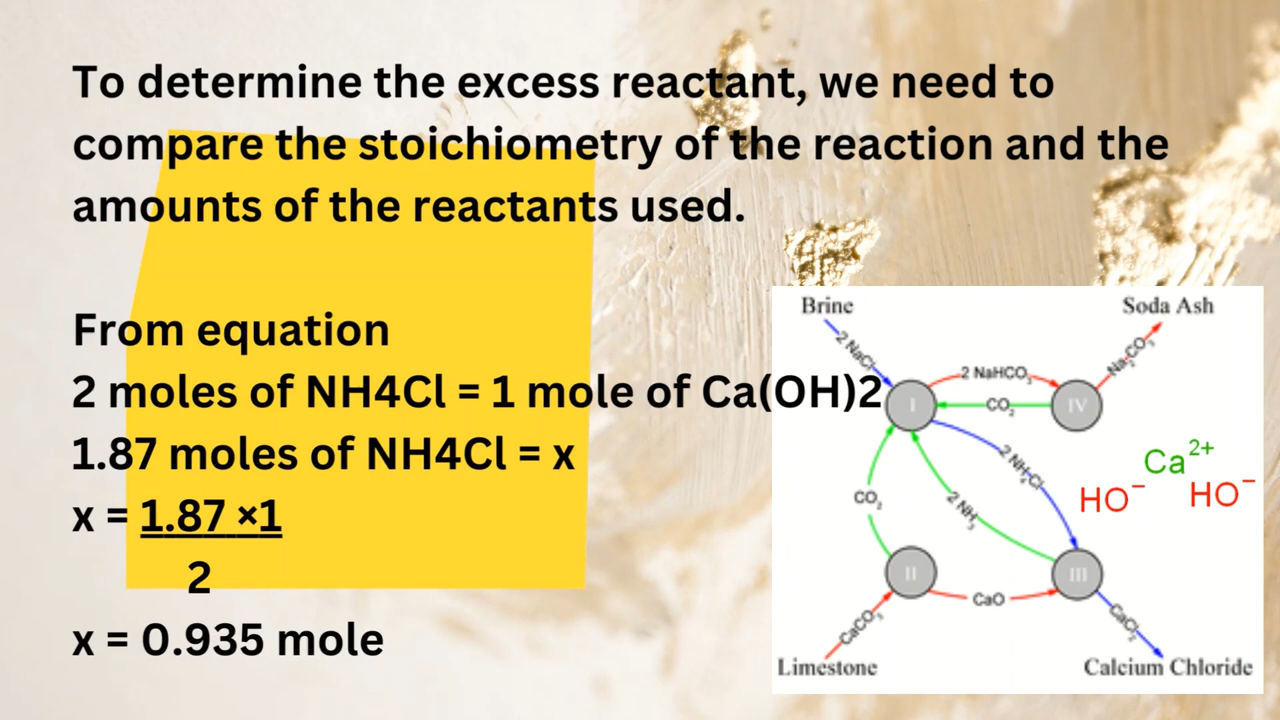 To determine the excess reactant, we need to
compare the stoichiometry of the reaction and the
amounts of the reactants used.
From equation
2 moles of NH4Cl = 1 mole of Ca(OH)2
1.87 moles of NH4Cl = x
x = 1.87 ×1
2
x = 0.935 mole
Brine
Soda Ash
2 NaCl
2 NaHCO₃
Na₂CO₃
I
CO₂
IV
2 NH₄Cl
Ca²⁺
HO⁻
HO⁻
CO₂
2 NH₃
II
III
CaO
CaCO₃
CaCl₂
Limestone
Calcium Chloride